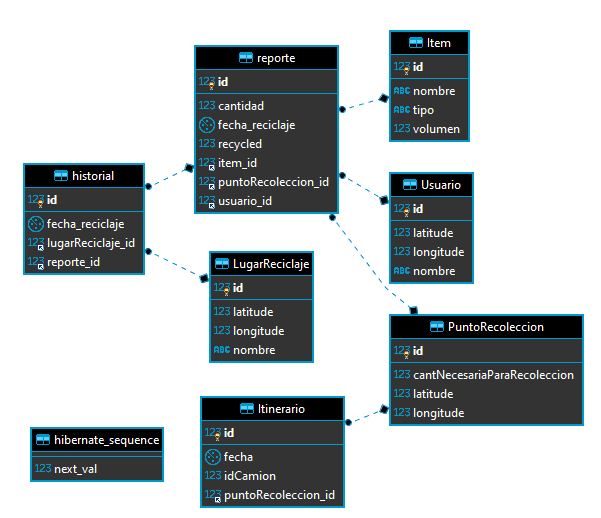 reporte
123 id
123 cantidad
fecha_reciclaje
123 recycled
123 item_id
123 puntoRecoleccion_id
123 usuario_id
Item
123 id
ABC nombre
ABC tipo
123 volumen
historial
123 id
fecha_reciclaje
123 lugarReciclaje_id
123 reporte_id
Usuario
123 id
123 latitude
123 longitude
ABC nombre
LugarReciclaje
123 id
123 latitude
123 longitude
ABC nombre
PuntoRecoleccion
123 id
123 cantNecesariaParaRecoleccion
123 latitude
123 longitude
Itinerario
123 id
fecha
123 idCamion
123 puntoRecoleccion_id
hibernate_sequence
123 next_val